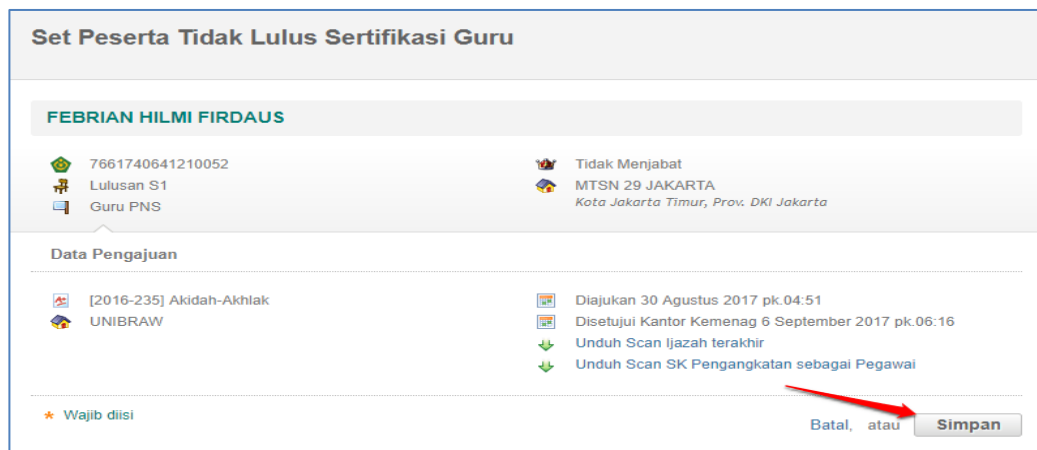 Set Peserta Tidak Lulus Sertifikasi Guru
FEBRIAN HILMI FIRDAUS
7661740641210052
Lulusan S1
Guru PNS
Tidak Menjabat
MTSN 29 JAKARTA
Kota Jakarta Timur, Prov. DKI Jakarta
Data Pengajuan
[2016-235] Akidah-Akhlak
UNIBRAW
Diajukan 30 Agustus 2017 pk.04:51
Disetujui Kantor Kemenag 6 September 2017 pk.06:16
Unduh Scan Ijazah terakhir
Unduh Scan SK Pengangkatan sebagai Pegawai
* Wajib diisi
Batal, atau Simpan